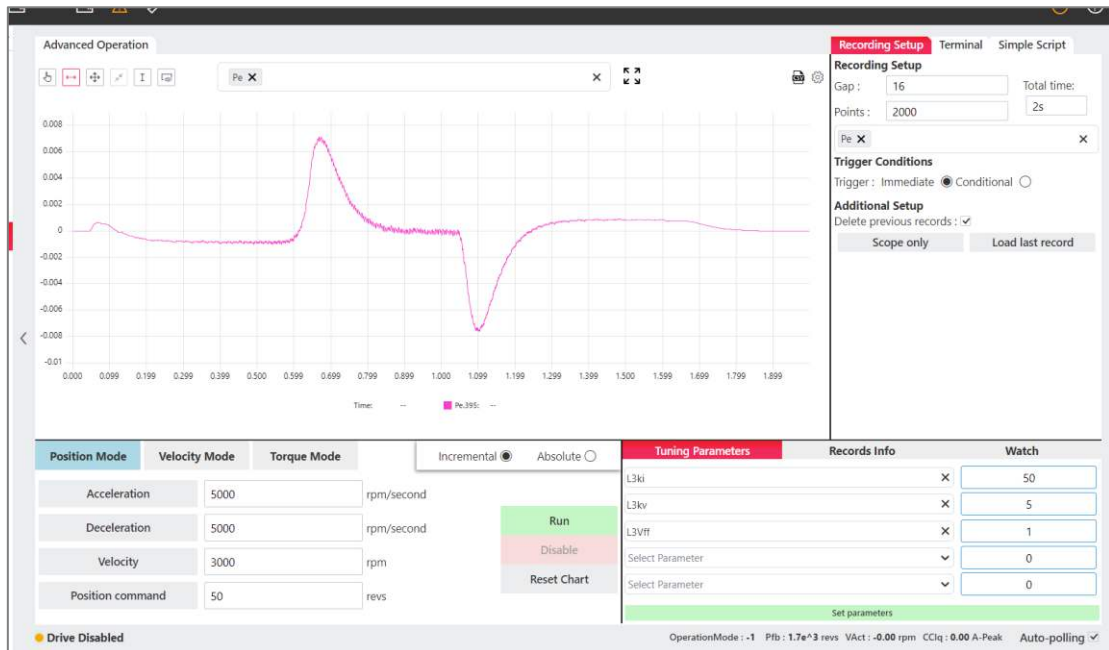 Advanced Operation
Pe
CSV
0.008
0.006
0.004
0.002
0
-0.002
-0.004
-0.006
-0.008
-0.01
0.000 0.099 0.199 0.299 0.399 0.500 0.599 0.699 0.799 0.899 1.000 1.099 1.199 1.299 1.399 1.500 1.599 1.699 1.799 1.899
Time: -- Pe.395: --
Recording Setup Terminal Simple Script
Recording Setup
Gap : 16 Total time:
Points : 2000 2s
Pe
Trigger Conditions
Trigger : Immediate Conditional
Additional Setup
Delete previous records :
Scope only Load last record
Position Mode Velocity Mode Torque Mode Incremental Absolute
Acceleration 5000 rpm/second
Deceleration 5000 rpm/second
Velocity 3000 rpm
Position command 50 revs
Run
Disable
Reset Chart
Tuning Parameters Records Info Watch
L3ki 50
L3kv 5
L3Vff 1
Select Parameter 0
Select Parameter 0
Set parameters
Drive Disabled OperationMode : -1 Pfb : 1.7e^3 revs VAct : -0.00 rpm CCIq : 0.00 A-Peak Auto-polling